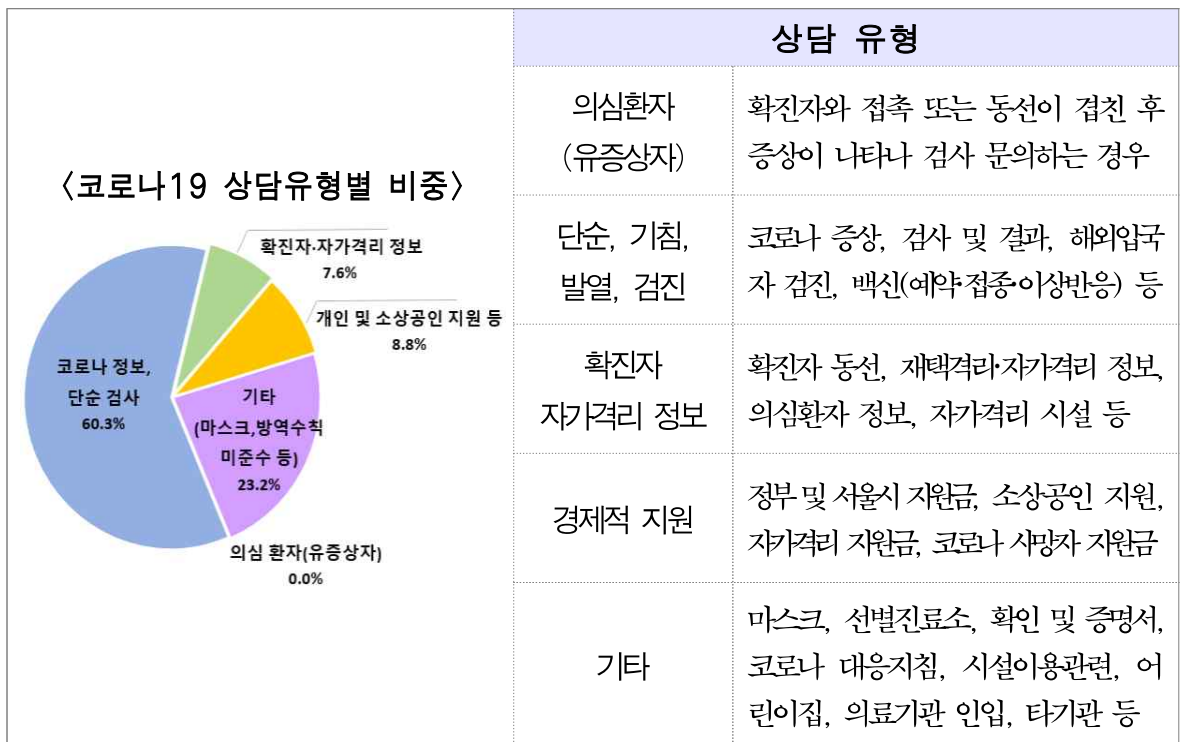 〈코로나19 상담유형별 비중〉
확진자·자가격리 정보
7.6%
개인 및 소상공인 지원 등
8.8%
코로나 정보,
단순 검사
60.3%
기타
(마스크,방역수칙
미준수 등)
23.2%
의심 환자(유증상자)
0.0%
상담 유형
의심환자
(유증상자)
확진자와 접촉 또는 동선이 겹친 후
증상이 나타나 검사 문의하는 경우
단순, 기침,
발열, 검진
코로나 증상, 검사 및 결과, 해외입국
자 검진, 백신(예약·접종·이상반응) 등
확진자
자가격리 정보
확진자 동선, 재택격리·자가격리 정보,
의심환자 정보, 자가격리 시설 등
경제적 지원
정부 및 서울시 지원금, 소상공인 지원,
자가격리 지원금, 코로나 사망자 지원금
기타
마스크, 선별진료소, 확인 및 증명서,
코로나 대응지침, 시설이용관련, 어
린이집, 의료기관 인입, 타기관 등